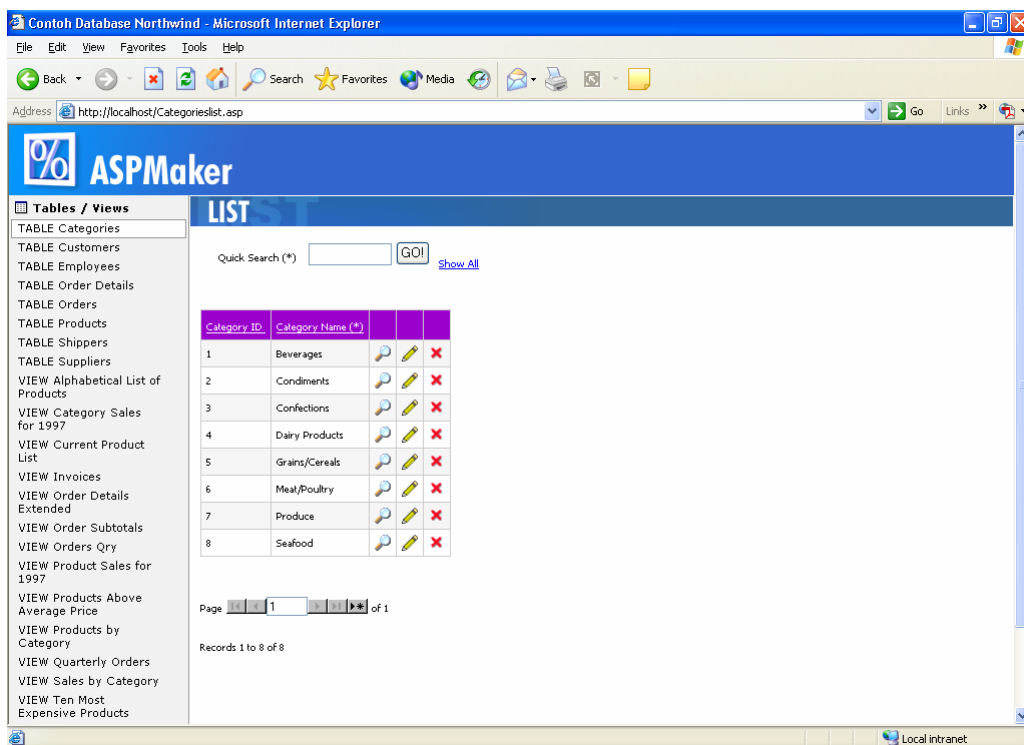 Contoh Database Northwind - Microsoft Internet Explorer
File Edit View Favorites Tools Help
Back Search Favorites Media
Address http://localhost/Categorieslist.asp Go Links »
% ASPMaker
Tables / Views
LIST
TABLE Categories
TABLE Customers
TABLE Employees
TABLE Order Details
TABLE Orders
TABLE Products
TABLE Shippers
TABLE Suppliers
VIEW Alphabetical List of
Products
VIEW Category Sales
for 1997
VIEW Current Product
List
VIEW Invoices
VIEW Order Details
Extended
VIEW Order Subtotals
VIEW Orders Qry
VIEW Product Sales for
1997
VIEW Products Above
Average Price
VIEW Products by
Category
VIEW Quarterly Orders
VIEW Sales by Category
VIEW Ten Most
Expensive Products
Quick Search (*) GO! Show All
Category ID Category Name (*)
1 Beverages
2 Condiments
3 Confections
4 Dairy Products
5 Grains/Cereals
6 Meat/Poultry
7 Produce
8 Seafood
Page 1 of 1
Records 1 to 8 of 8
Local intranet